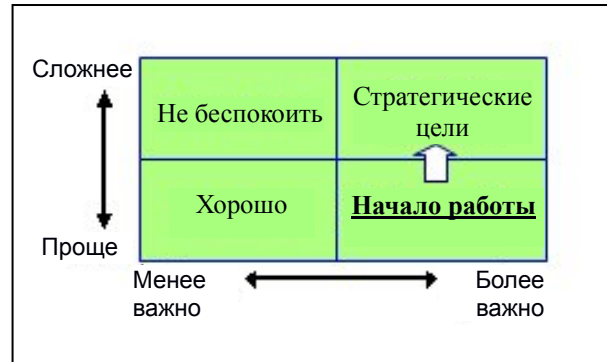 Сложнее
Не беспокоить
Стратегические
цели
Хорошо
Начало работы
Проще
Менее
важно
Более
важно